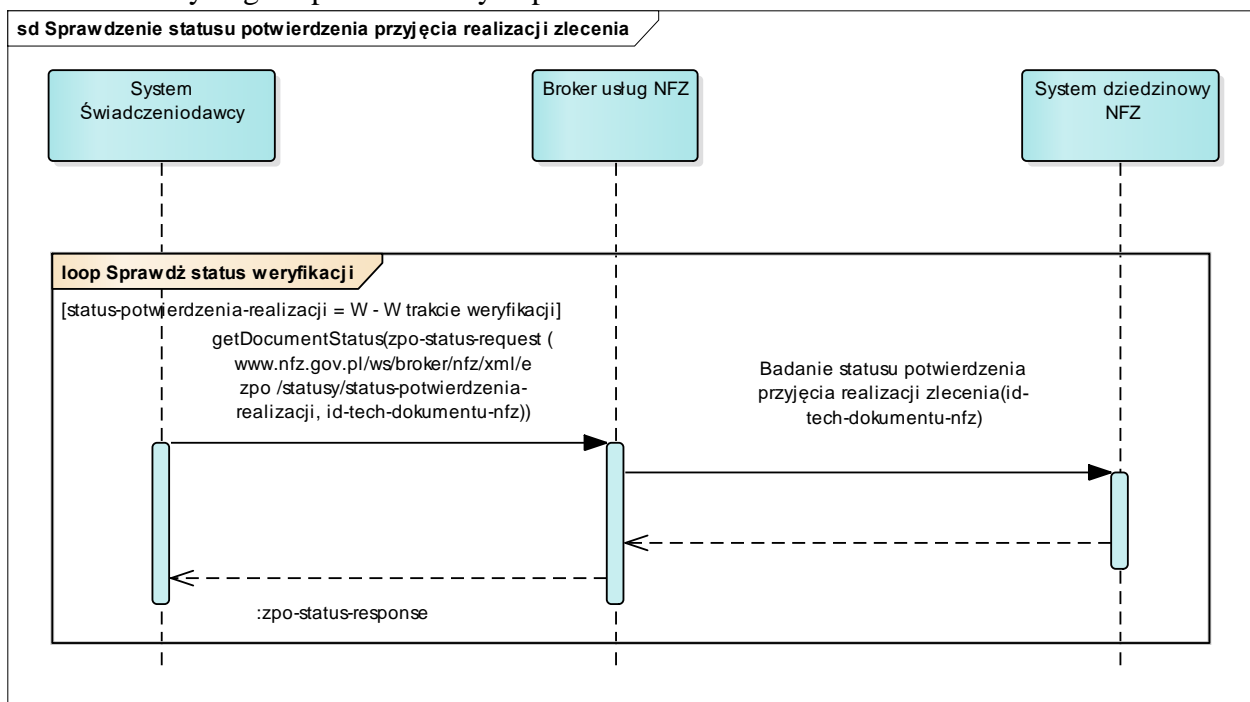 sd Sprawdzenie statusu potwierdzenia przyjęcia realizacji zlecenia
System
Świadczeniodawcy
Broker usług NFZ
System dziedzinowy
NFZ
loop Sprawdż status weryfikacji
[status-potwierdzenia-realizacji = W - W trakcie weryfikacji]
getDocumentStatus(zpo-status-request (
www.nfz.gov.pl/ws/broker/nfz/xml/e
zpo /statusy/status-potwierdzenia-
realizacji, id-tech-dokumentu-nfz))
Badanie statusu potwierdzenia
przyjęcia realizacji zlecenia(id-
tech-dokumentu-nfz)
:zpo-status-response